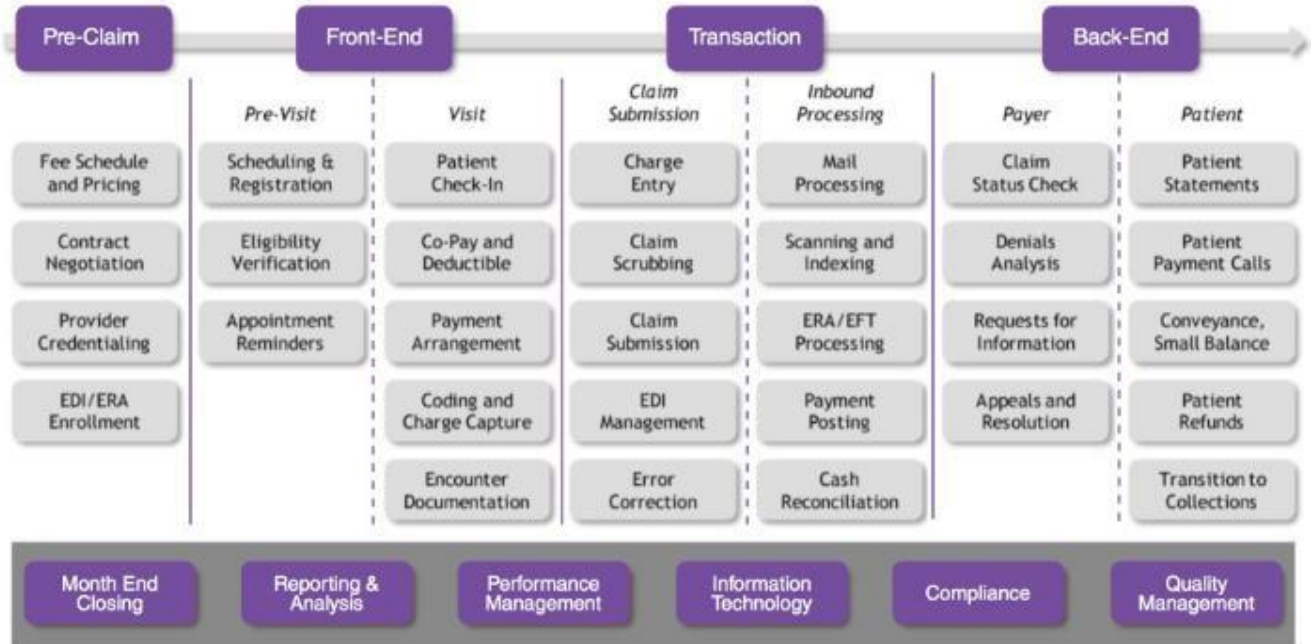 Pre-Claim
Front-End
Transaction
Back-End
Pre-Visit
Visit
Claim
Submission
Inbound
Processing
Payer
Patient
Fee Schedule
and Pricing
Contract
Negotiation
Provider
Credentialing
EDI/ERA
Enrollment
Scheduling &
Registration
Eligibility
Verification
Appointment
Reminders
Patient
Check-In
Co-Pay and
Deductible
Payment
Arrangement
Coding and
Charge Capture
Encounter
Documentation
Charge
Entry
Claim
Scrubbing
Claim
Submission
EDI
Management
Error
Correction
Mail
Processing
Scanning and
Indexing
ERA/EFT
Processing
Payment
Posting
Cash
Reconciliation
Claim
Status Check
Denials
Analysis
Requests for
Information
Appeals and
Resolution
Patient
Statements
Patient
Payment Calls
Conveyance,
Small Balance
Patient
Refunds
Transition to
Collections
Month End
Closing
Reporting &
Analysis
Performance
Management
Information
Technology
Compliance
Quality
Management